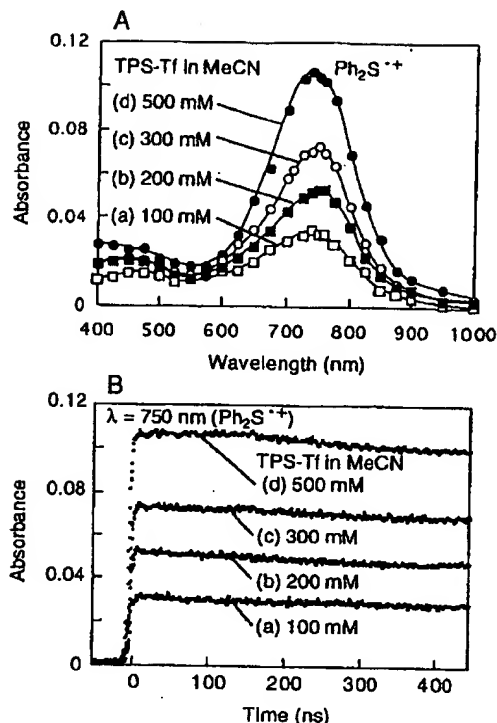 A
0.12
0.08
0.04
0
Absorbance
TPS-Tf in MeCN
Ph₂S•+
(d) 500 mM
(c) 300 mM
(b) 200 mM
(a) 100 mM
400 500 600 700 800 900 1000
Wavelength (nm)
B
0.12
0.08
0.04
0
Absorbance
λ = 750 nm (Ph₂S•+)
TPS-Tf in MeCN
(d) 500 mM
(c) 300 mM
(b) 200 mM
(a) 100 mM
0 100 200 300 400
Time (ns)